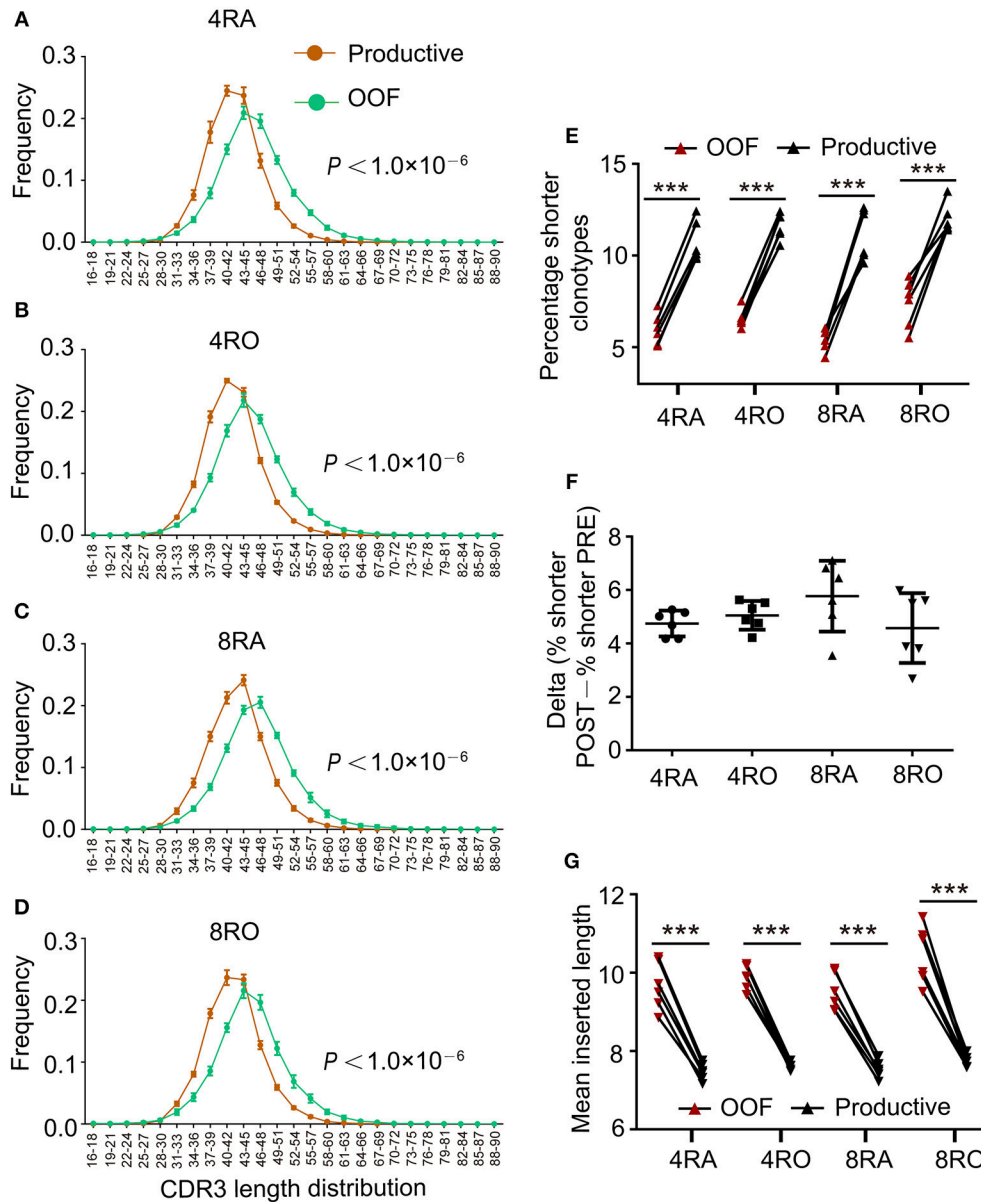 A
4RA
Productive
OOF
P < 1.0×10⁻⁶
Frequency
0.3
0.2
0.1
0.0
16-18 19-21 22-24 25-27 28-30 31-33 34-36 37-39 40-42 43-45 46-48 49-51 52-54 55-57 58-60 61-63 64-66 67-69 70-72 73-75 76-78 79-81 82-84 85-87 88-90
B
4RO
P < 1.0×10⁻⁶
Frequency
0.3
0.2
0.1
0.0
16-18 19-21 22-24 25-27 28-30 31-33 34-36 37-39 40-42 43-45 46-48 49-51 52-54 55-57 58-60 61-63 64-66 67-69 70-72 73-75 76-78 79-81 82-84 85-87 88-90
C
8RA
P < 1.0×10⁻⁶
Frequency
0.3
0.2
0.1
0.0
16-18 19-21 22-24 25-27 28-30 31-33 34-36 37-39 40-42 43-45 46-48 49-51 52-54 55-57 58-60 61-63 64-66 67-69 70-72 73-75 76-78 79-81 82-84 85-87 88-90
D
8RO
P < 1.0×10⁻⁶
Frequency
0.3
0.2
0.1
0.0
16-18 19-21 22-24 25-27 28-30 31-33 34-36 37-39 40-42 43-45 46-48 49-51 52-54 55-57 58-60 61-63 64-66 67-69 70-72 73-75 76-78 79-81 82-84 85-87 88-90
CDR3 length distribution
E
OOF Productive
*** *** *** ***
Percentage shorter
clonotypes
15
10
5
4RA 4RO 8RA 8RO
F
Delta (% shorter
POST – % shorter PRE)
8
6
4
2
0
4RA 4RO 8RA 8RO
G
*** *** *** ***
Mean inserted length
12
10
8
6
OOF Productive
4RA 4RO 8RA 8RO